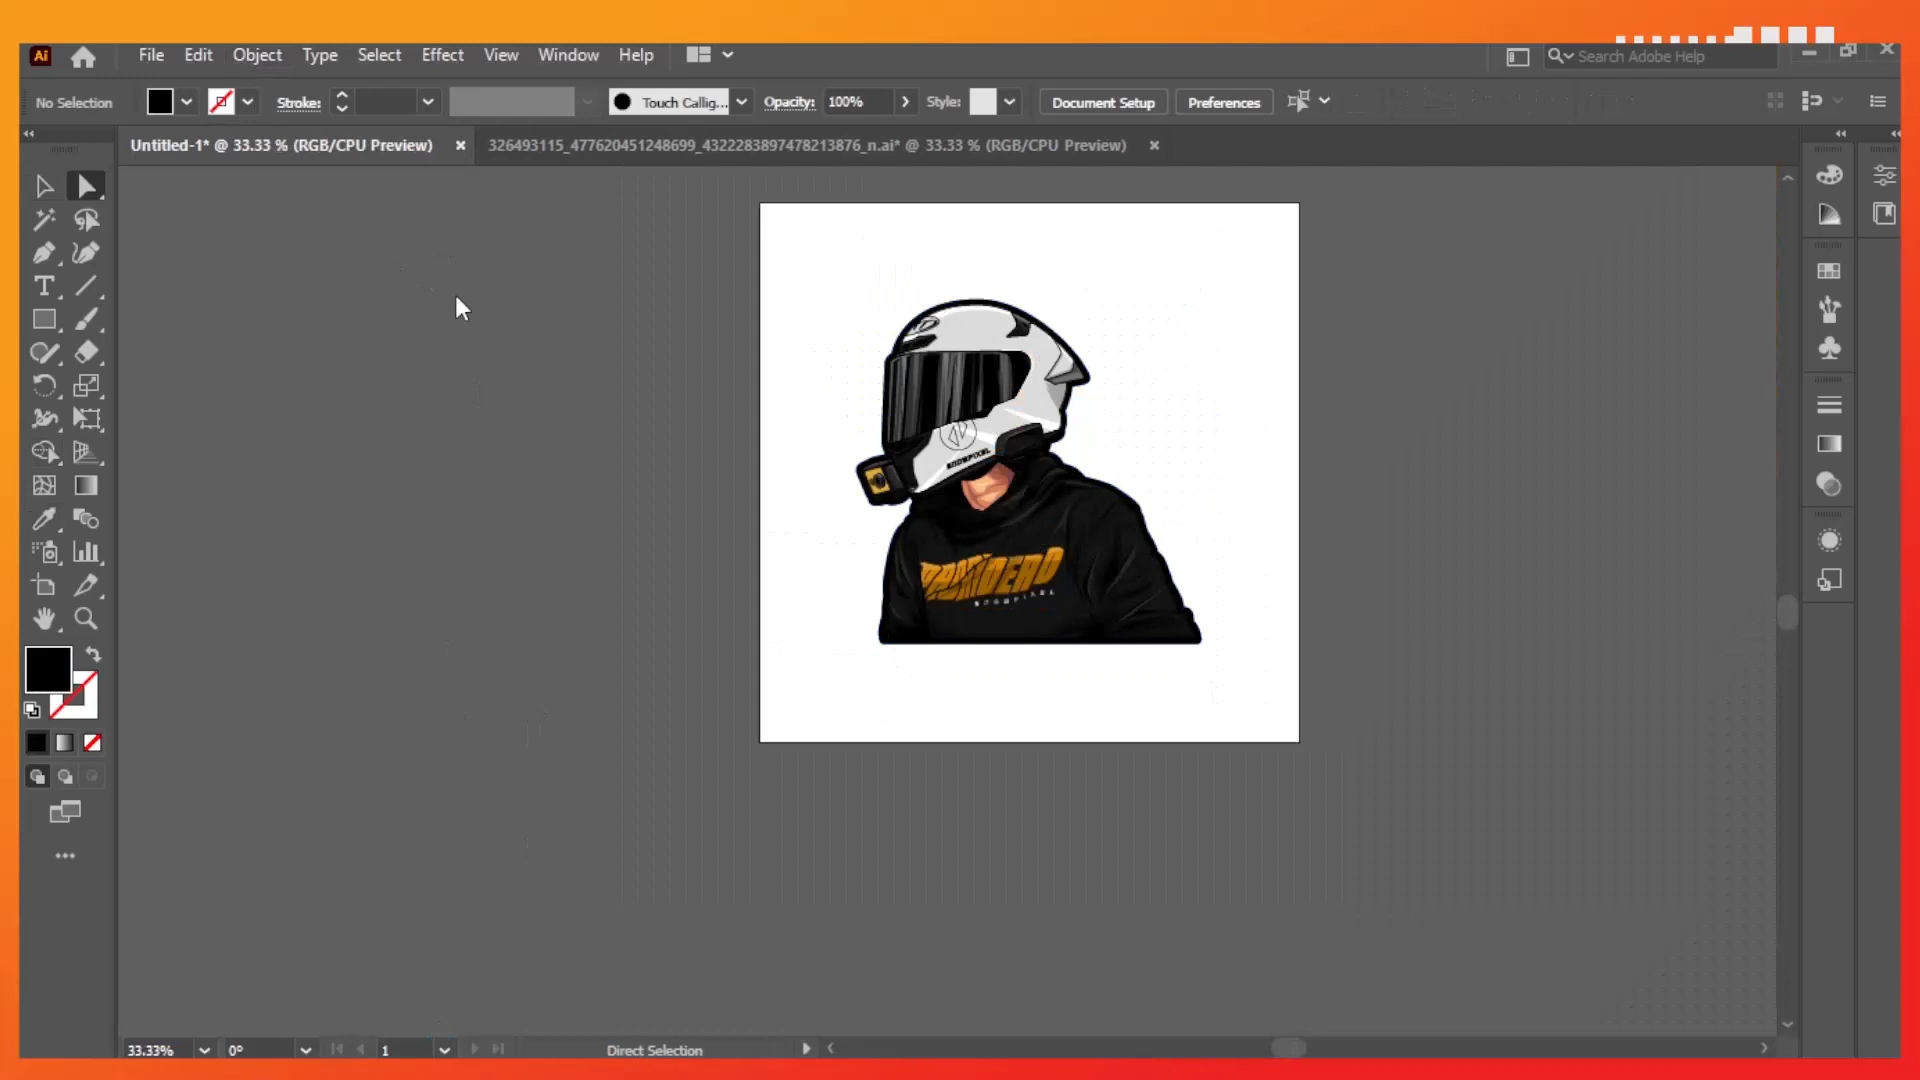 Ai File Edit Object Type Select Effect View Window Help Search Adobe Help
No Selection Stroke: Touch Callig... Opacity: 100% Style: Document Setup Preferences
Untitled-1* @ 33.33 % (RGB/CPU Preview) 326493115_477620451248699_4322283897478213876_n.ai* @ 33.33 % (RGB/CPU Preview)
33.33% 0° 1 Direct Selection